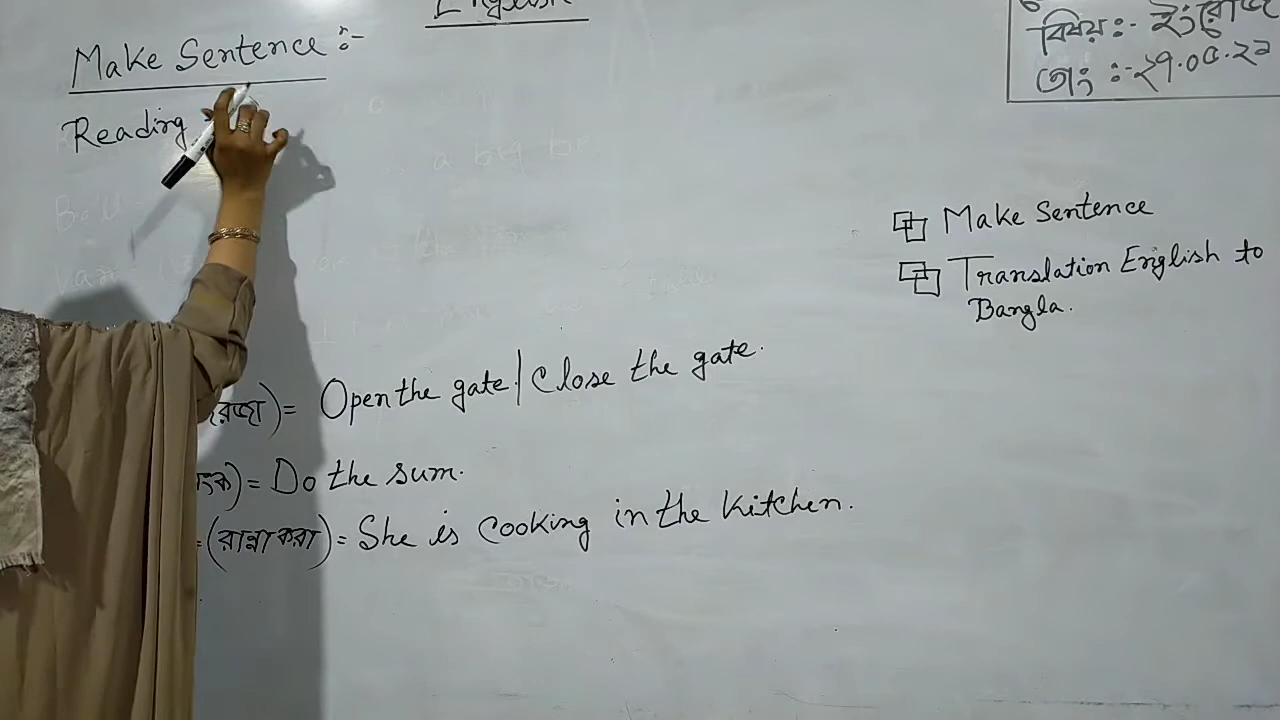 English
Make Sentence :-
Reading
বিষয়ঃ- ইংরেজি
তাং :-২৭.০৫.২২
Make Sentence
Translation English to
Bangla.
)= Open the gate. | Close the gate.
)= Do the sum.
=(রান্না করা)= She is cooking in the kitchen.